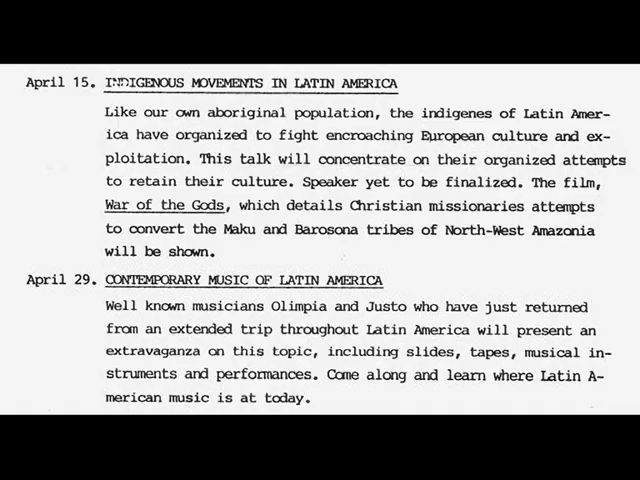 April 15. INDIGENOUS MOVEMENTS IN LATIN AMERICA
Like our own aboriginal population, the indigenes of Latin Amer-
ica have organized to fight encroaching European culture and ex-
ploitation. This talk will concentrate on their organized attempts
to retain their culture. Speaker yet to be finalized. The film,
War of the Gods, which details Christian missionaries attempts
to convert the Maku and Barosona tribes of North-West Amazonia
will be shown.
April 29. CONTEMPORARY MUSIC OF LATIN AMERICA
Well known musicians Olimpia and Justo who have just returned
from an extended trip throughout Latin America will present an
extravaganza on this topic, including slides, tapes, musical in-
struments and performances. Come along and learn where Latin A-
merican music is at today.